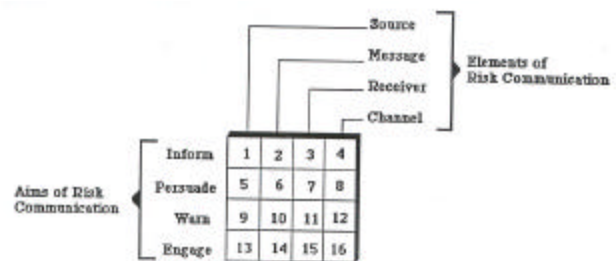 Source
Message
Receiver
Channel
Elements of
Risk Communication
Inform 1 2 3 4
Persuade 5 6 7 8
Warn 9 10 11 12
Engage 13 14 15 16
Aims of Risk
Communication